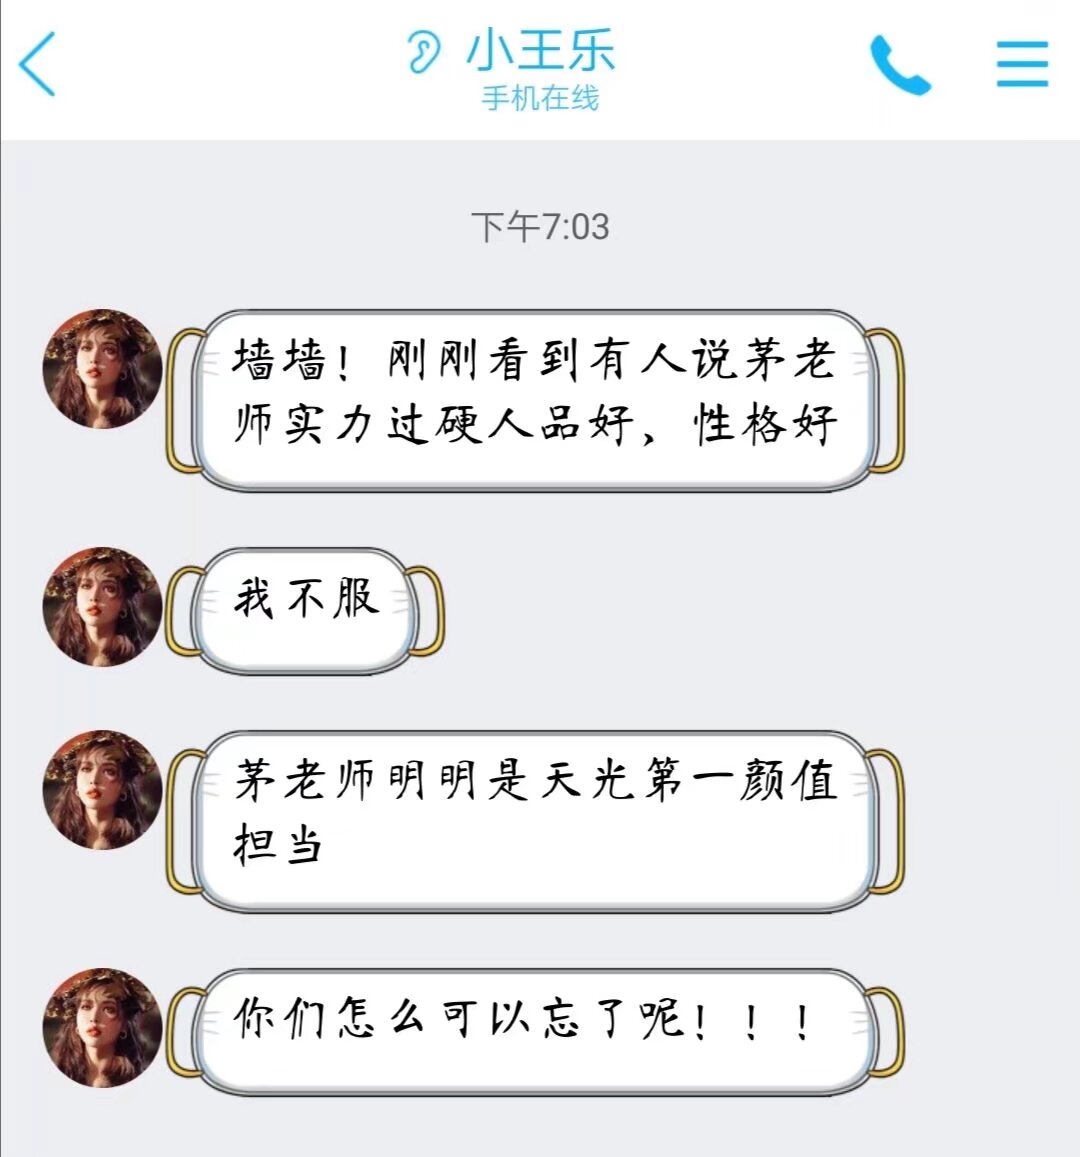 小王乐
手机在线
下午7:03
墙墙！刚刚看到有人说茅老
师实力过硬人品好，性格好
我不服
茅老师明明是天光第一颜值
担当
你们怎么可以忘了呢！！！